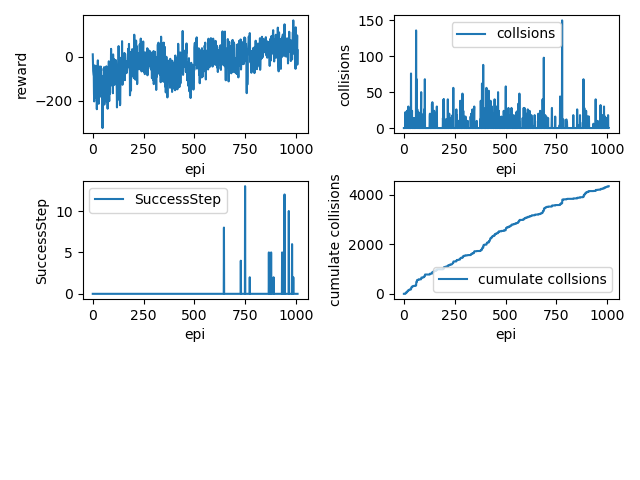 0
−200
reward
0
250
500
750
1000
epi
150
100
50
0
collisions
collsions
0
250
500
750
1000
epi
10
5
0
SuccessStep
SuccessStep
0
250
500
750
1000
epi
4000
2000
0
cumulate collisions
cumulate collsions
0
250
500
750
1000
epi